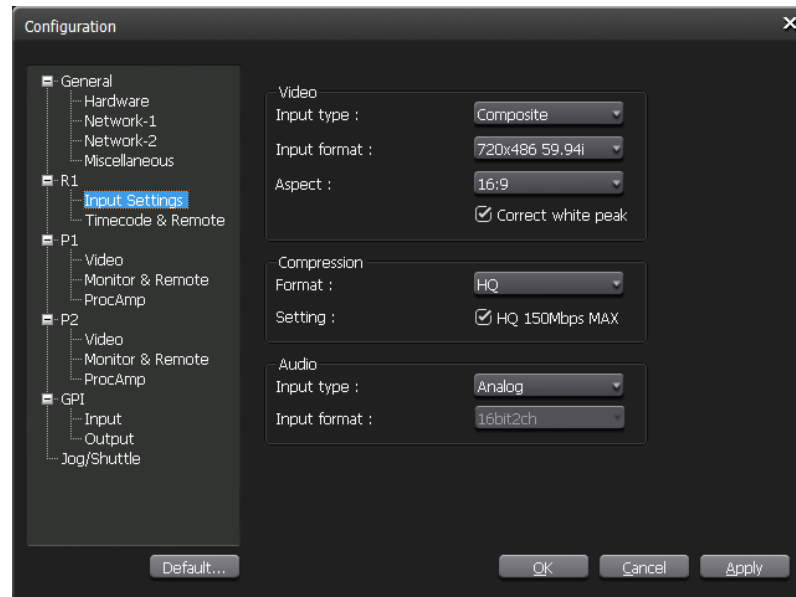 Configuration
General
Hardware
Network-1
Network-2
Miscellaneous
R1
Input Settings
Timecode & Remote
P1
Video
Monitor & Remote
ProcAmp
P2
Video
Monitor & Remote
ProcAmp
GPI
Input
Output
Jog/Shuttle
Default...
Video
Input type : Composite
Input format : 720x486 59.94i
Aspect : 16:9
Correct white peak
Compression
Format : HQ
Setting : HQ 150Mbps MAX
Audio
Input type : Analog
Input format : 16bit2ch
OK Cancel Apply